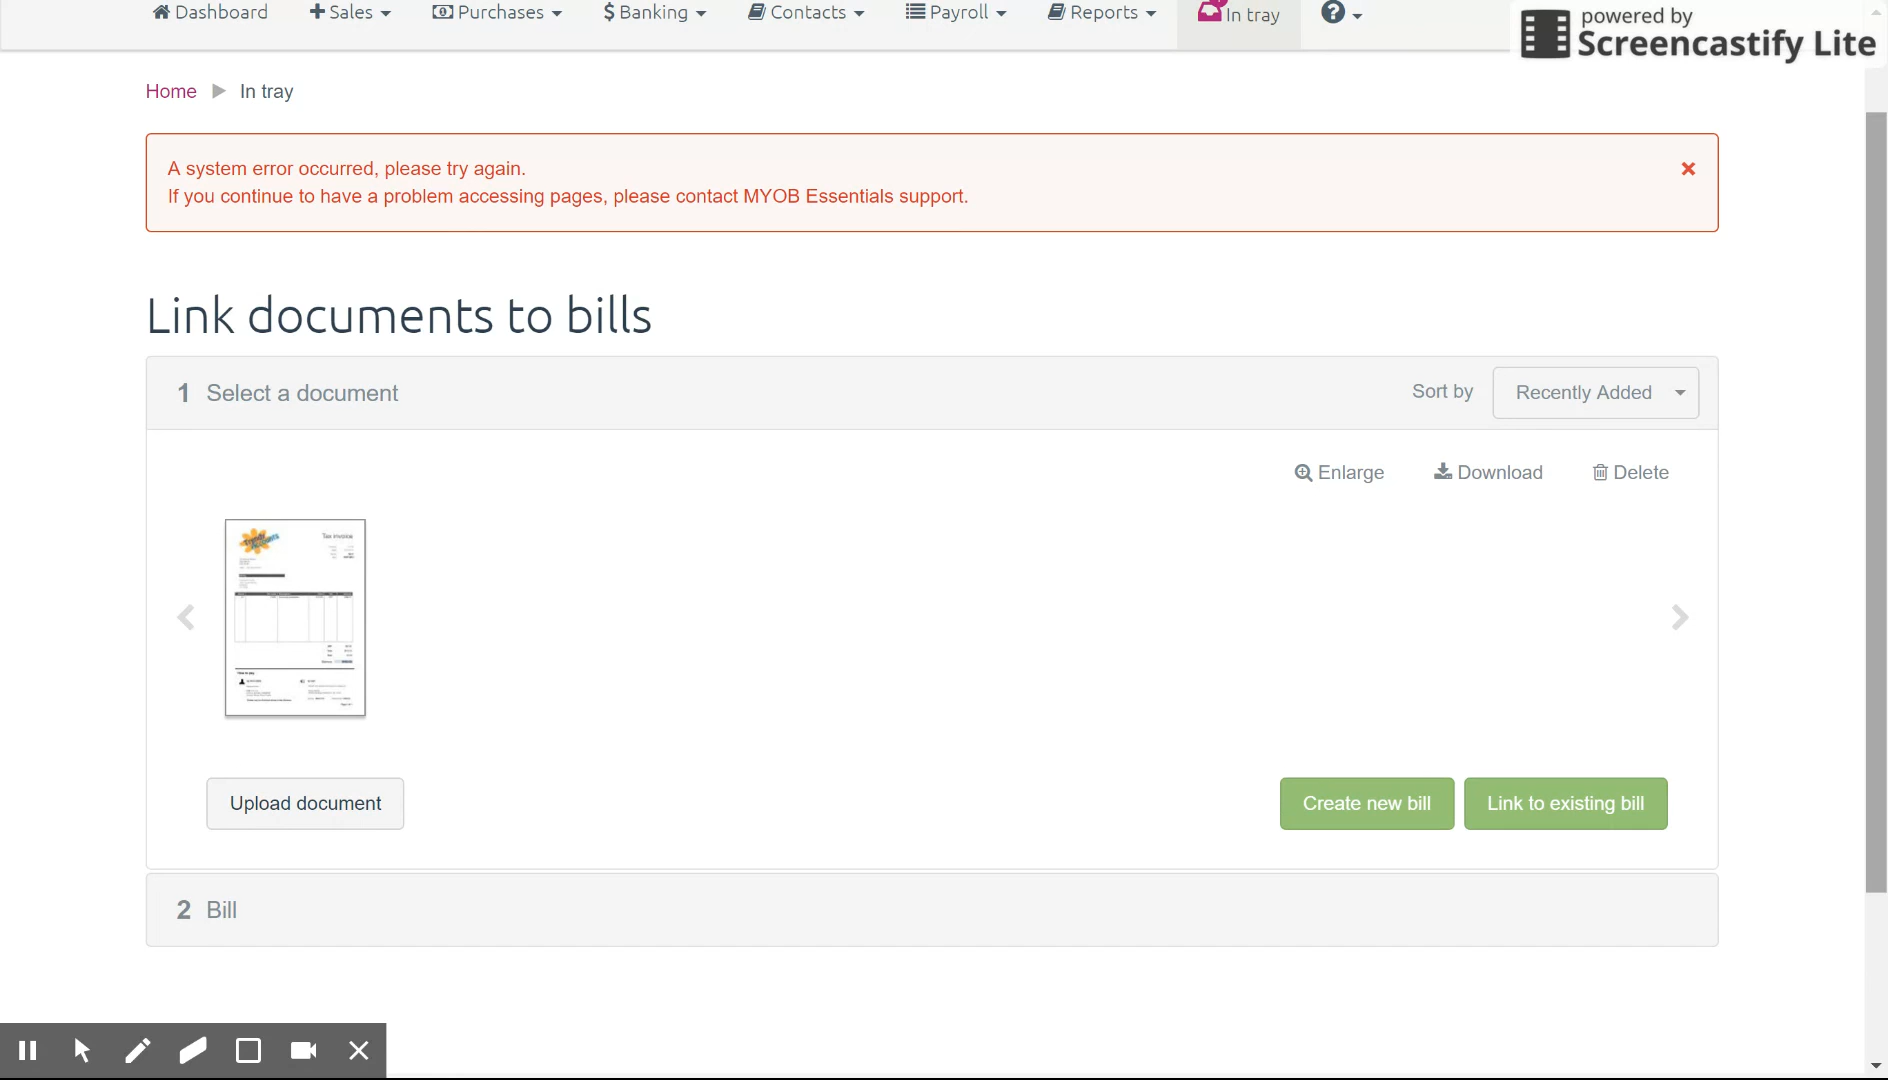 Dashboard Sales Purchases $ Banking Contacts Payroll Reports In tray ?
powered by
Screencastify Lite
Home In tray
A system error occurred, please try again.
If you continue to have a problem accessing pages, please contact MYOB Essentials support.
Link documents to bills
1 Select a document Sort by Recently Added
Enlarge Download Delete
Tax invoice
Upload document Create new bill Link to existing bill
2 Bill